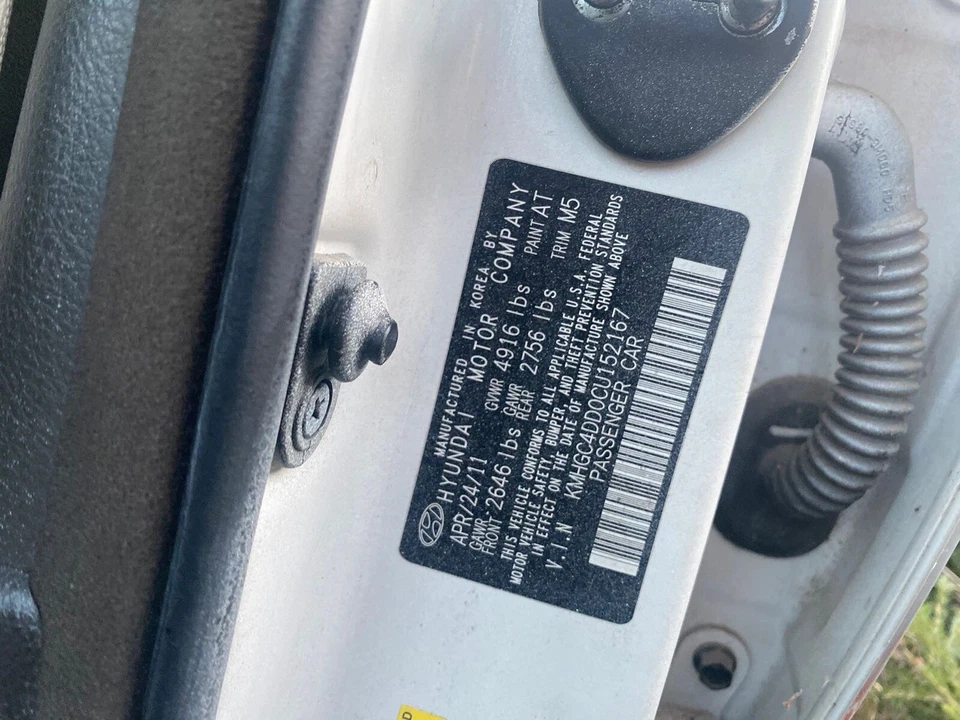 MANUFACTURED IN KOREA BY
HYUNDAI MOTOR COMPANY
APR/24/11 GVWR 4916 lbs PAINT AT
GAWR FRONT 2646 lbs GAWR REAR 2756 lbs TRIM M5
THIS VEHICLE CONFORMS TO ALL APPLICABLE U.S.A. FEDERAL
MOTOR VEHICLE SAFETY, BUMPER, AND THEFT PREVENTION STANDARDS
IN EFFECT ON THE DATE OF MANUFACTURE SHOWN ABOVE
V.I.N KMHGC4DD0CU152167
PASSENGER CAR